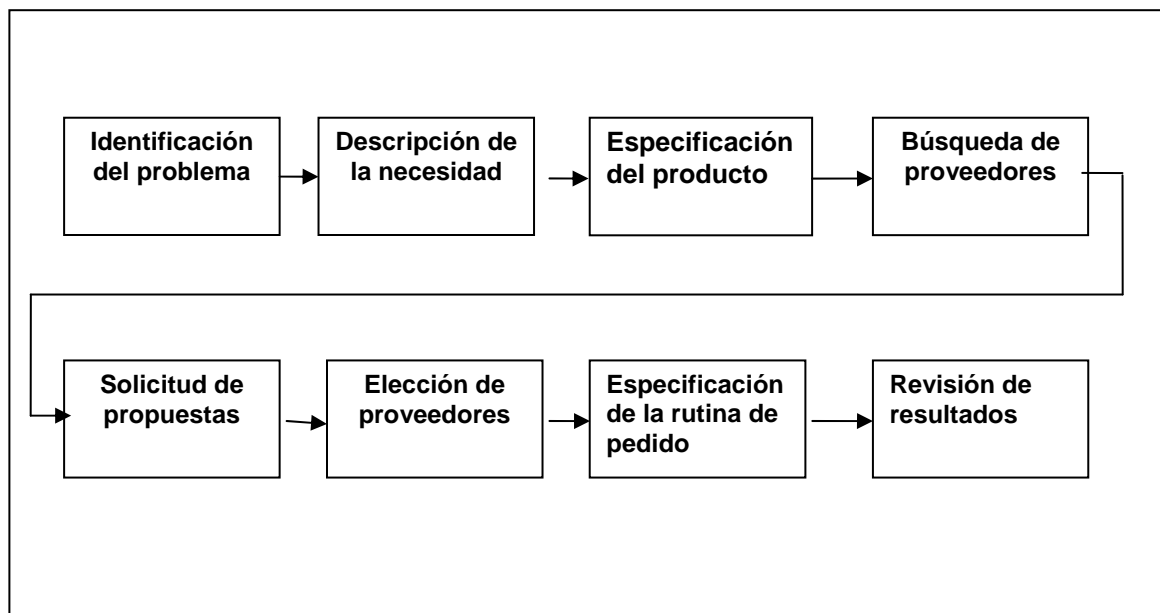 Identificación
del problema
Descripción de
la necesidad
Especificación
del producto
Búsqueda de
proveedores
Solicitud de
propuestas
Elección de
proveedores
Especificación
de la rutina de
pedido
Revisión de
resultados